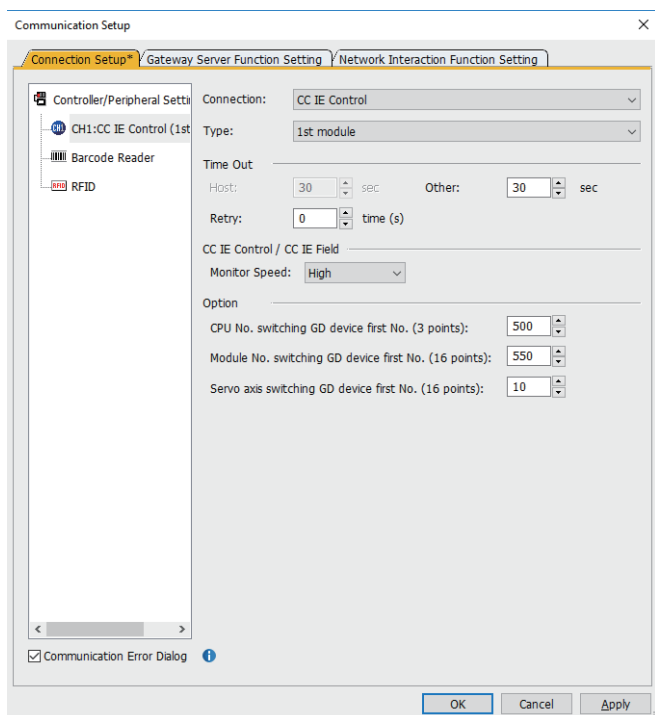 Communication Setup
Connection Setup* Gateway Server Function Setting Network Interaction Function Setting
Controller/Peripheral Settin
CH1 CH1:CC IE Control (1st
Barcode Reader
RFID RFID
Connection: CC IE Control
Type: 1st module
Time Out
Host: 30 sec Other: 30 sec
Retry: 0 time (s)
CC IE Control / CC IE Field
Monitor Speed: High
Option
CPU No. switching GD device first No. (3 points): 500
Module No. switching GD device first No. (16 points): 550
Servo axis switching GD device first No. (16 points): 10
Communication Error Dialog
OK Cancel Apply